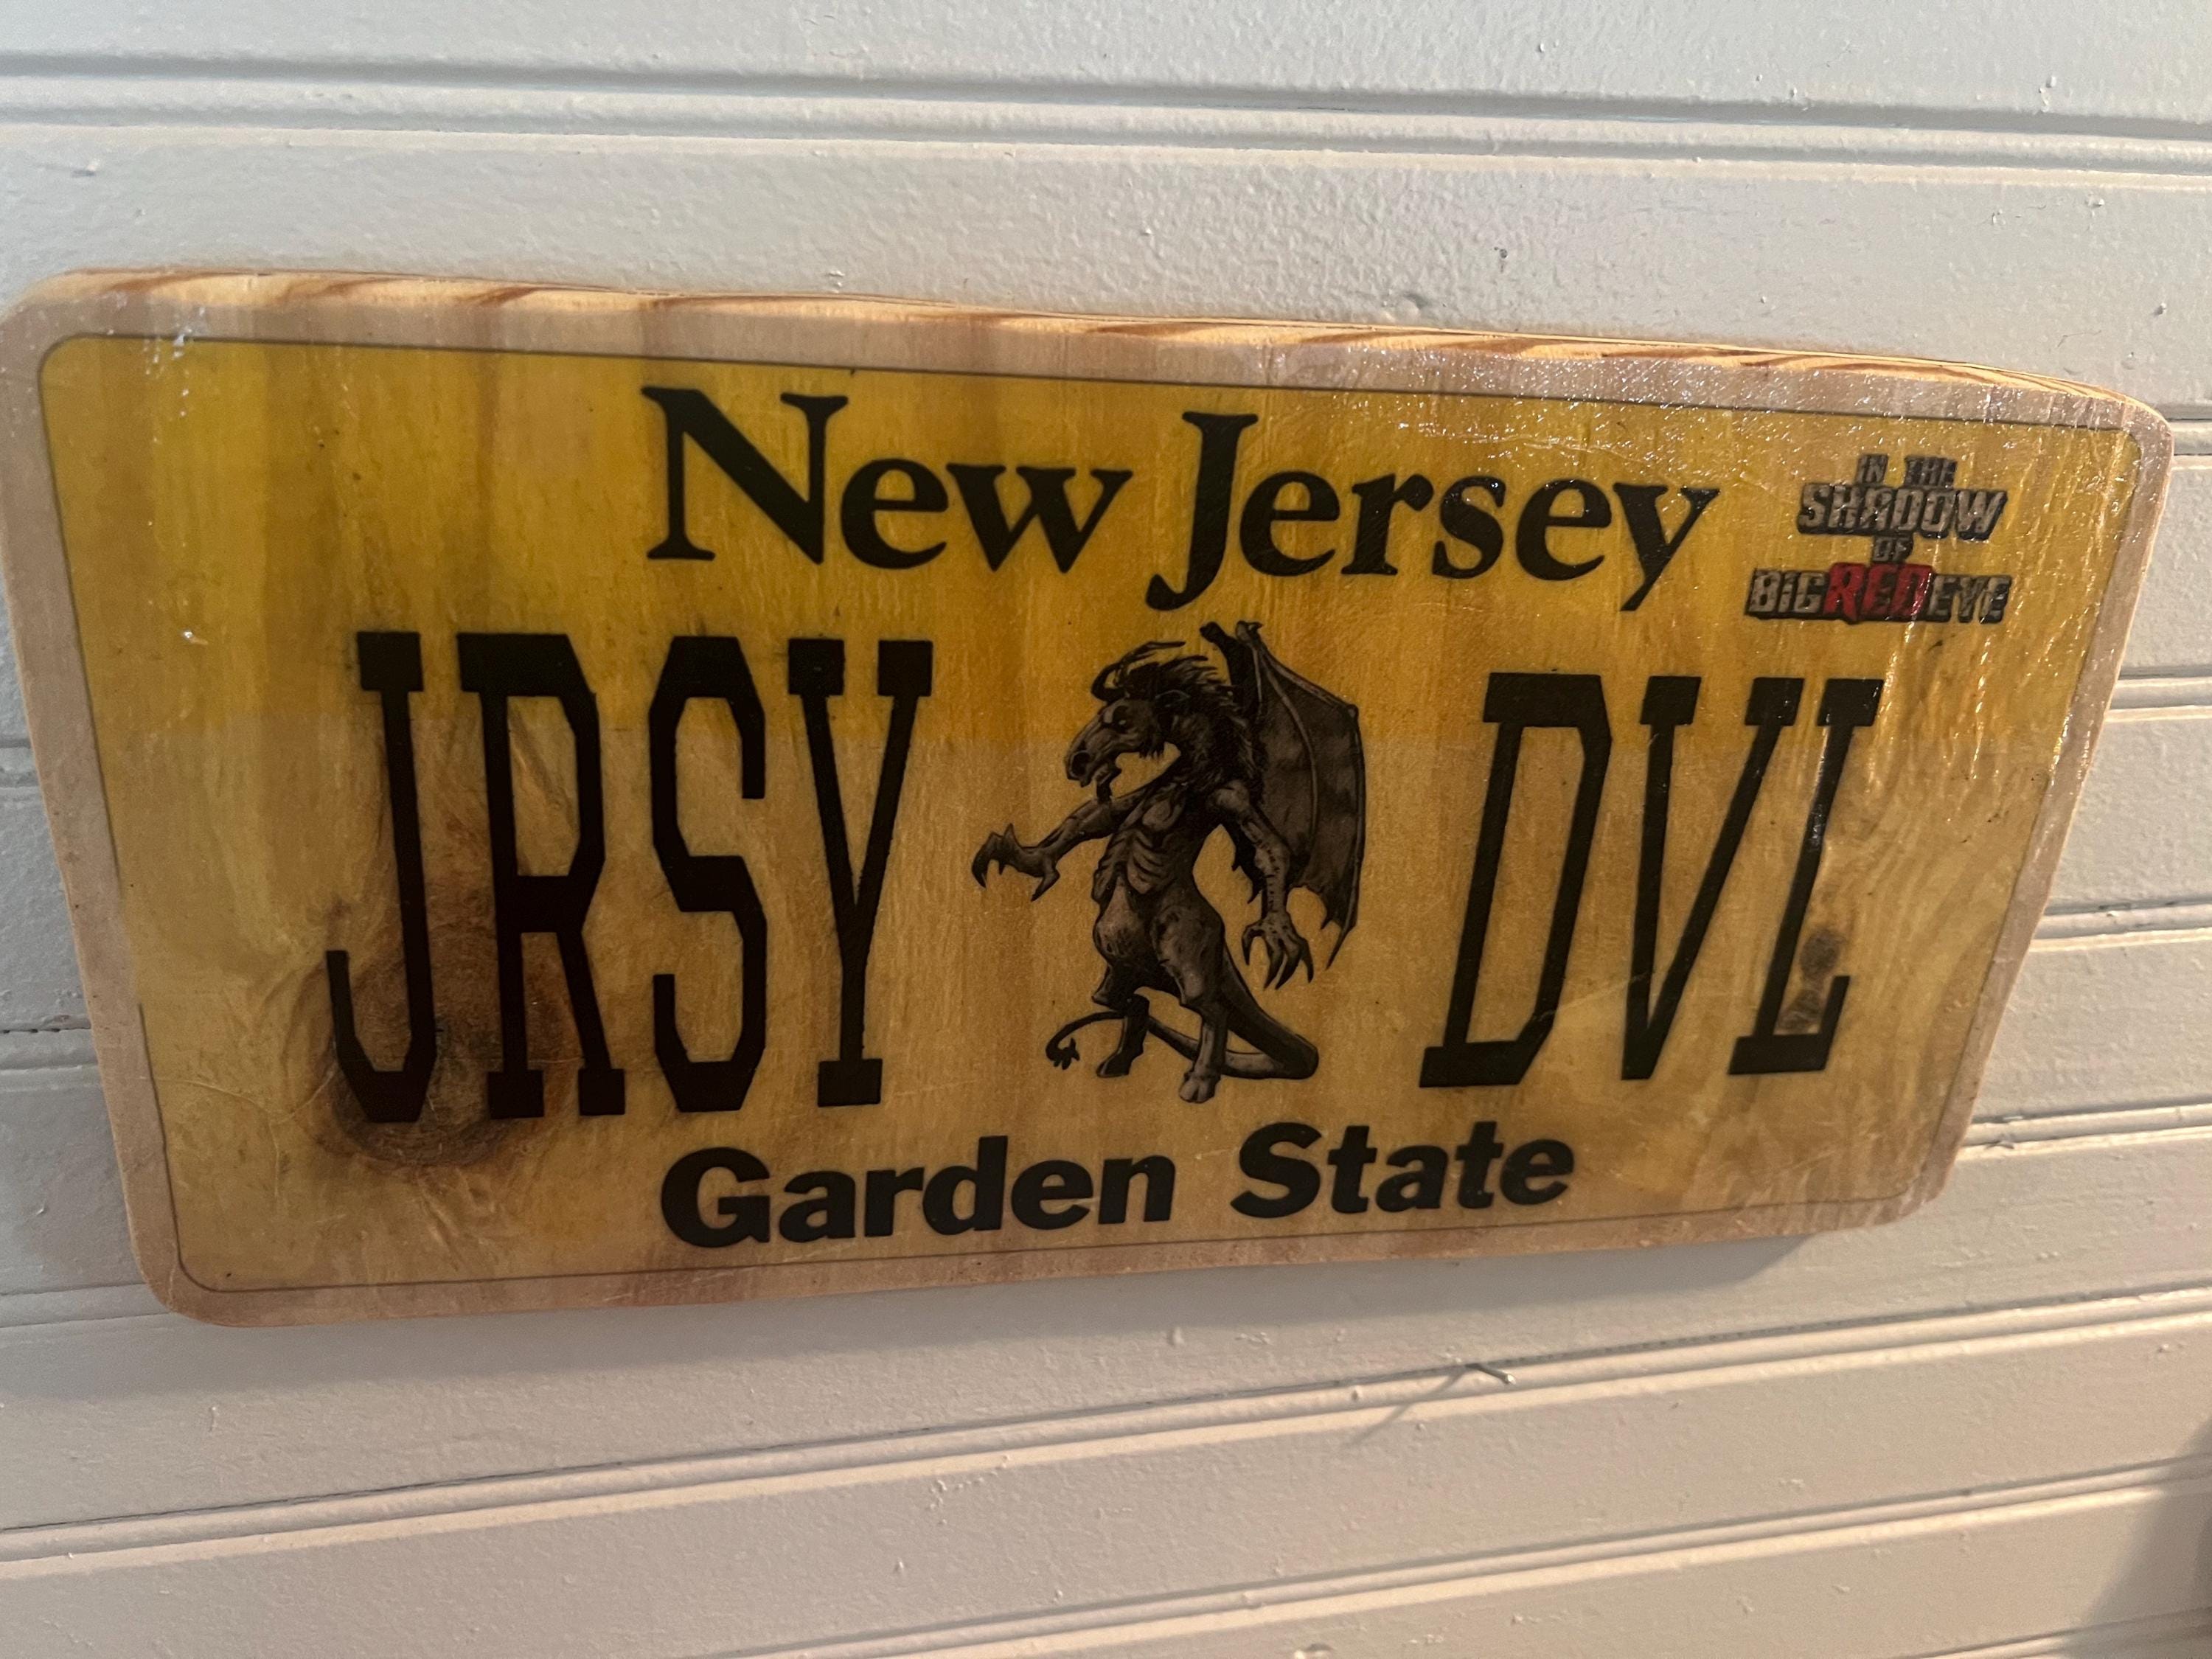 New Jersey
IN THE
SHADOW
OF
BIGREDEYE
JRSY DVL
Garden State